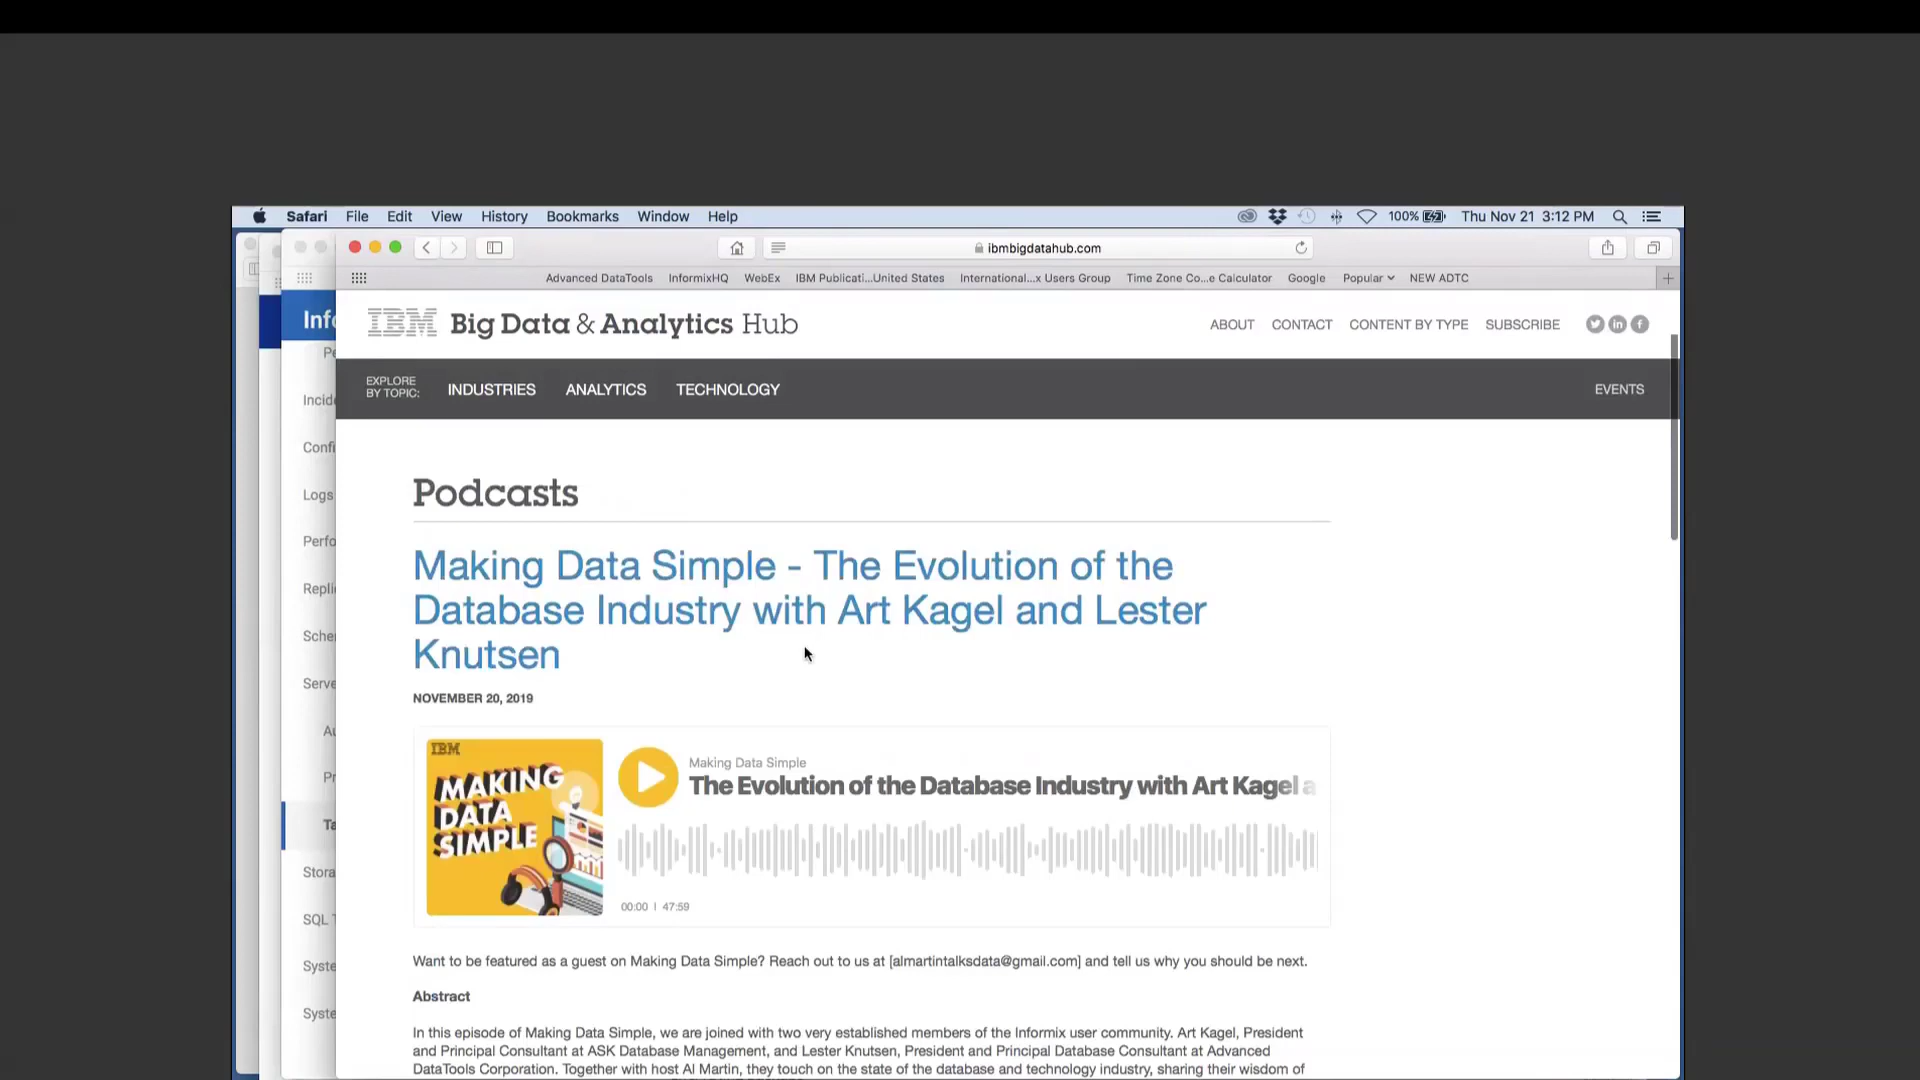 Safari File Edit View History Bookmarks Window Help 100% Thu Nov 21 3:12 PM
ibmbigdatahub.com
Advanced DataTools InformixHQ WebEx IBM Publicati...United States International...x Users Group Time Zone Co...e Calculator Google Popular NEW ADTC
IBM Big Data & Analytics Hub ABOUT CONTACT CONTENT BY TYPE SUBSCRIBE
EXPLORE
BY TOPIC: INDUSTRIES ANALYTICS TECHNOLOGY EVENTS
Podcasts
Making Data Simple - The Evolution of the
Database Industry with Art Kagel and Lester
Knutsen
NOVEMBER 20, 2019
IBM
MAKING
DATA
SIMPLE
Making Data Simple
The Evolution of the Database Industry with Art Kagel a
00:00 | 47:59
Want to be featured as a guest on Making Data Simple? Reach out to us at [almartintalksdata@gmail.com] and tell us why you should be next.
Abstract
In this episode of Making Data Simple, we are joined with two very established members of the Informix user community. Art Kagel, President
and Principal Consultant at ASK Database Management, and Lester Knutsen, President and Principal Database Consultant at Advanced
DataTools Corporation. Together with host Al Martin, they touch on the state of the database and technology industry, sharing their wisdom of
Info
Pe
Incid
Confi
Logs
Perfo
Repli
Scher
Serve
Au
Pr
Ta
Stora
SQL T
Syste
Syste